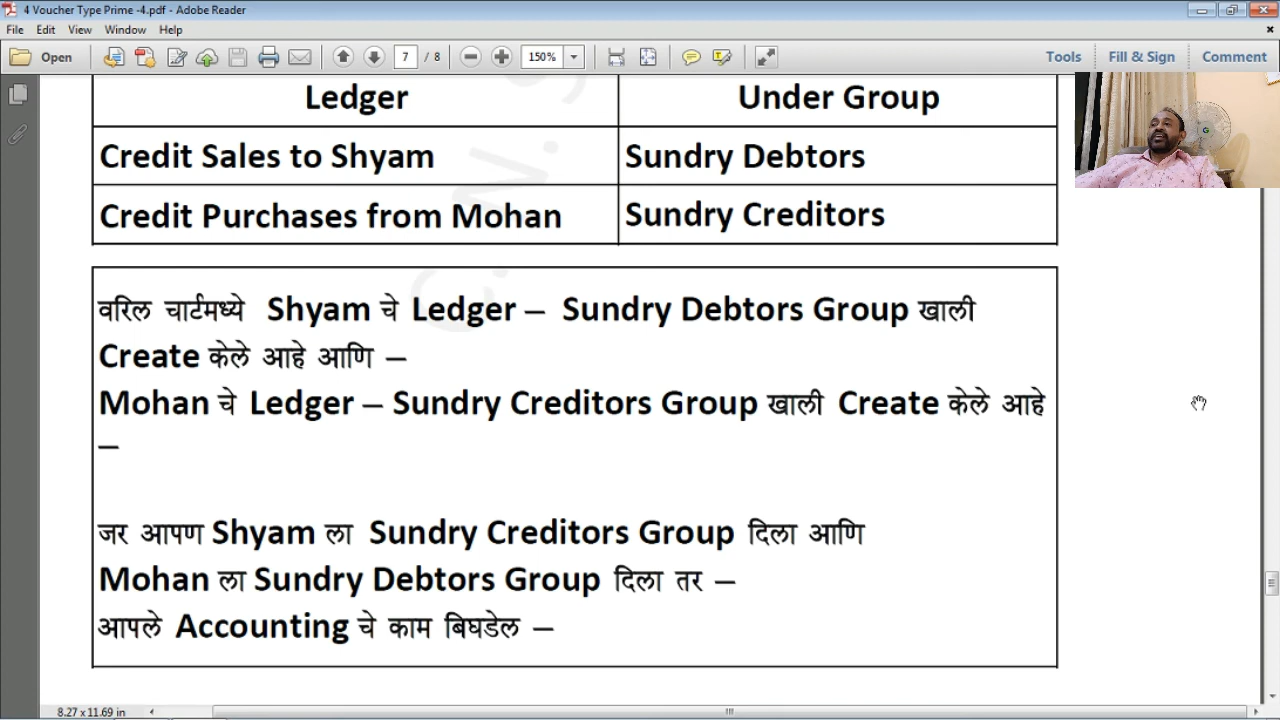 4 Voucher Type Prime -4.pdf - Adobe Reader
File Edit View Window Help
Open 7 / 8 150% Tools Fill & Sign Comment
Ledger Under Group
Credit Sales to Shyam Sundry Debtors
Credit Purchases from Mohan Sundry Creditors
वरिल चार्टमध्ये Shyam चे Ledger – Sundry Debtors Group खाली
Create केले आहे आणि –
Mohan चे Ledger – Sundry Creditors Group खाली Create केले आहे
–
जर आपण Shyam ला Sundry Creditors Group दिला आणि
Mohan ला Sundry Debtors Group दिला तर –
आपले Accounting चे काम बिघडेल –
8.27 x 11.69 in